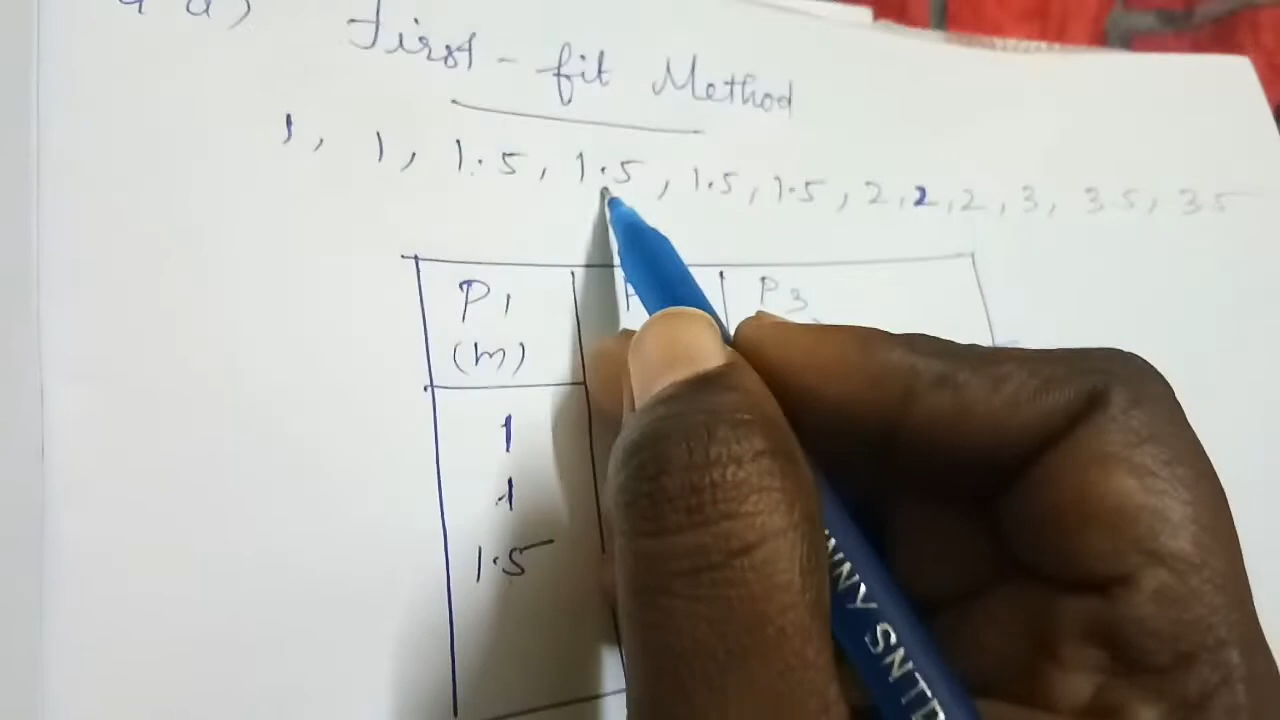 First-fit Method
1, 1, 1.5, 1.5, 1.5, 1.5, 2, 2, 2, 3, 3.5, 3.5
P1 P3
(m)
1
1
1.5